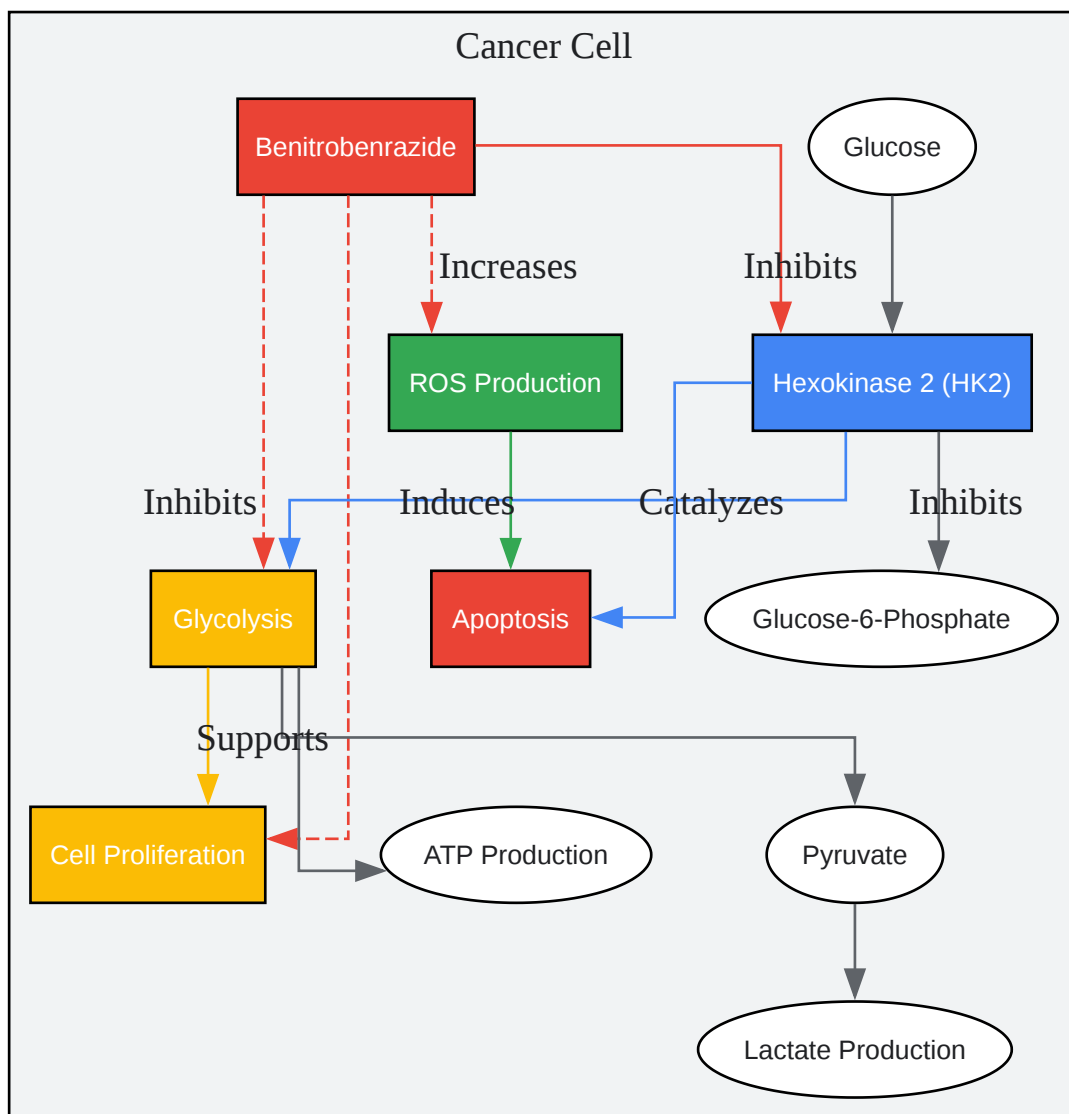 Cancer Cell
Benitrobenrazide
Glucose
Increases
Inhibits
ROS Production
Hexokinase 2 (HK2)
Inhibits
Induces
Catalyzes
Inhibits
Glycolysis
Apoptosis
Glucose-6-Phosphate
Supports
Cell Proliferation
ATP Production
Pyruvate
Lactate Production